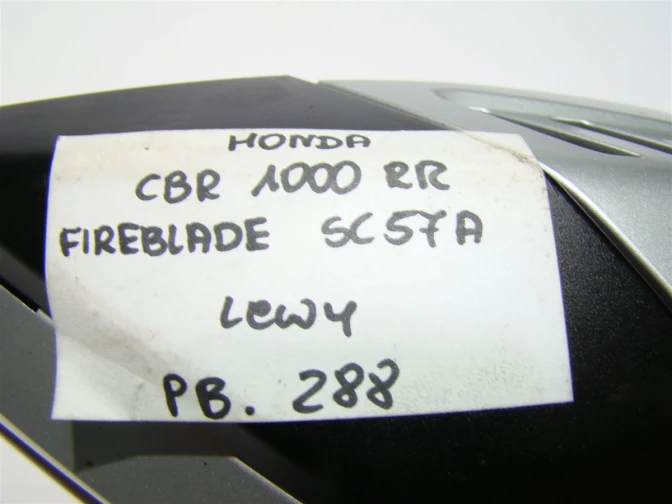 HONDA
CBR 1000 RR
FIREBLADE SC57A
Lewy
PB. 288